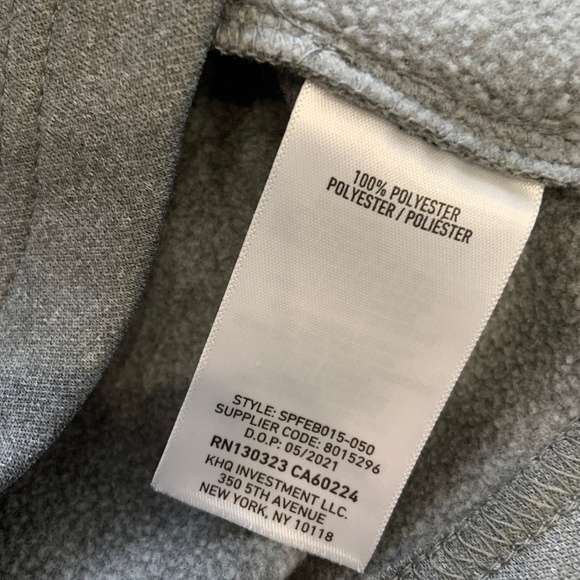 100% POLYESTER
POLYESTER / POLIÉSTER
STYLE: SPFEB015-050
SUPPLIER CODE: 8015296
D.O.P: 05/2021
RN130323 CA60224
KHQ INVESTMENT LLC.
350 5TH AVENUE
NEW YORK, NY 10118